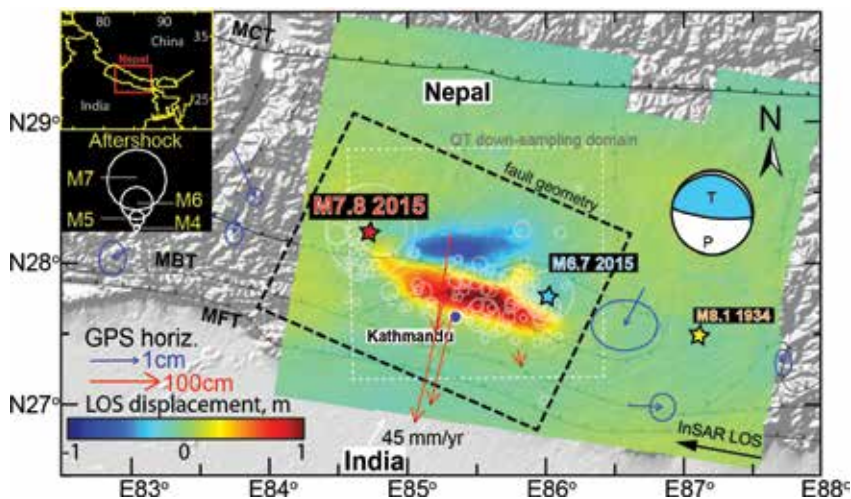 80
90
China
35
Nepal
India
25
MCT
Nepal
N29°
Aftershock
M7
M6
M5
M4
QT down-sampling domain
fault geometry
N
T
P
M7.8 2015
N28°
M6.7 2015
MBT
MFT
M8.1 1934
Kathmandu
GPS horiz.
1cm
100cm
N27°
LOS displacement, m
-1
0
1
45 mm/yr
India
InSAR LOS
E83°
E84°
E85°
E86°
E87°
E88°